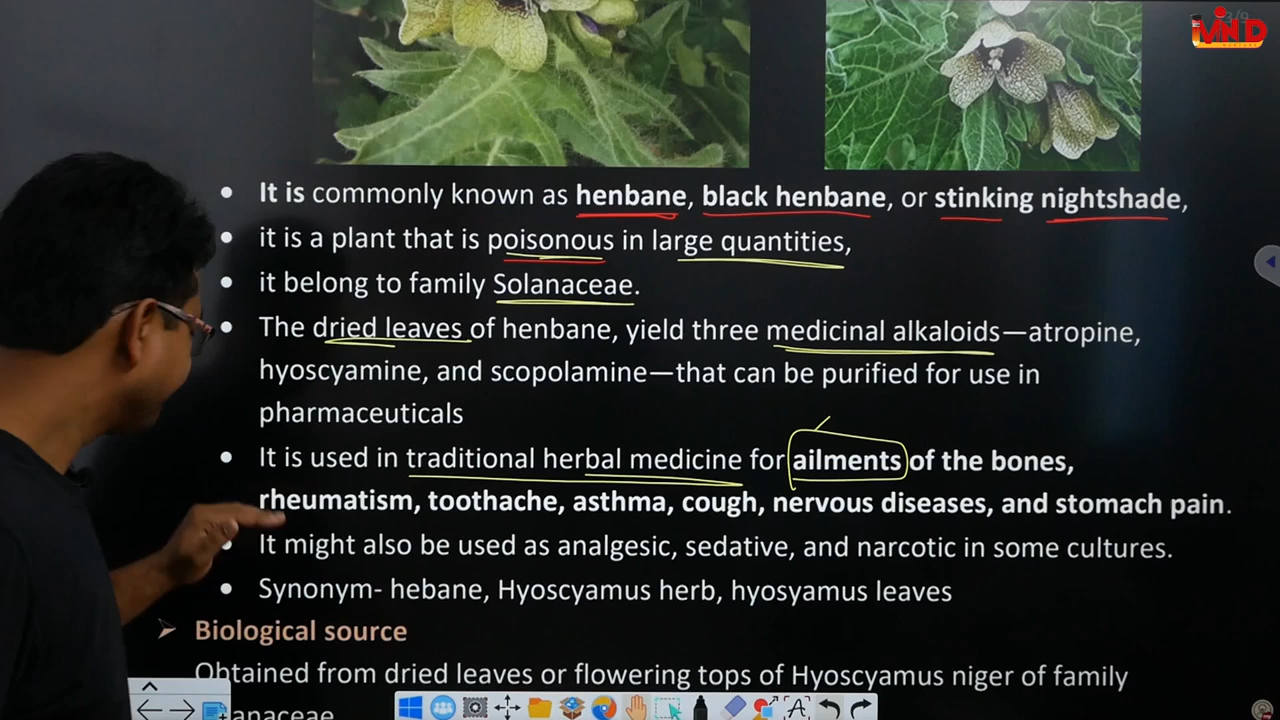 3/9
MIND
It is commonly known as henbane, black henbane, or stinking nightshade,
it is a plant that is poisonous in large quantities,
it belong to family Solanaceae.
The dried leaves of henbane, yield three medicinal alkaloids—atropine,
hyoscyamine, and scopolamine—that can be purified for use in
pharmaceuticals
It is used in traditional herbal medicine for ailments of the bones,
rheumatism, toothache, asthma, cough, nervous diseases, and stomach pain.
It might also be used as analgesic, sedative, and narcotic in some cultures.
Synonym- hebane, Hyoscyamus herb, hyosyamus leaves
Biological source
Obtained from dried leaves or flowering tops of Hyoscyamus niger of family